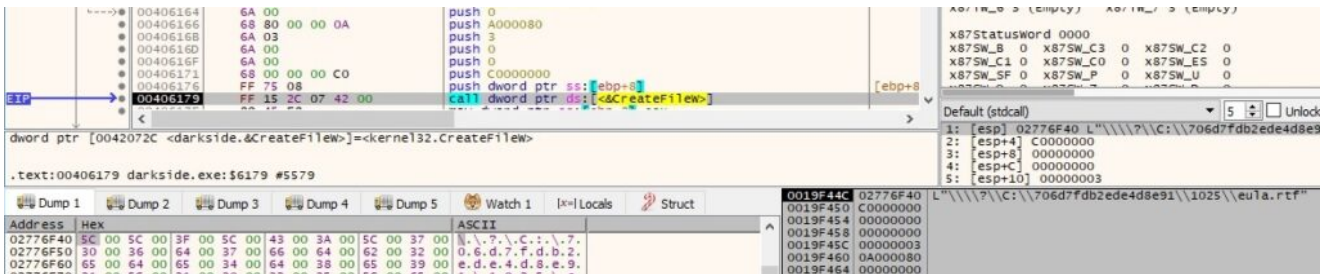 00406164 6A 00 push 0
00406166 68 80 00 00 0A push A000080
0040616B 6A 03 push 3
0040616D 6A 00 push 0
0040616F 6A 00 push 0
00406171 68 00 00 00 C0 push C0000000
00406176 FF 75 08 push dword ptr ss:[ebp+8] [ebp+8
EIP 00406179 FF 15 2C 07 42 00 call dword ptr ds:[<&CreateFileW>]
dword ptr [0042072C <darkside.&CreateFileW>]=<kernel32.CreateFileW>
.text:00406179 darkside.exe:$6179 #5579
x87StatusWord 0000
x87SW_B 0 x87SW_C3 0 x87SW_C2 0
x87SW_C1 0 x87SW_C0 0 x87SW_ES 0
x87SW_SF 0 x87SW_P 0 x87SW_U 0
Default (stdcall) 5 Unlock
1: [esp] 02776F40 L"\\\\?\\C:\\706d7fdb2ede4d8e9
2: [esp+4] C0000000
3: [esp+8] 00000000
4: [esp+C] 00000000
5: [esp+10] 00000003
Dump 1 Dump 2 Dump 3 Dump 4 Dump 5 Watch 1 [x=] Locals Struct
Address Hex ASCII
02776F40 5C 00 5C 00 3F 00 5C 00 43 00 3A 00 5C 00 37 00 \.\.?.\.C.:.\.7.
02776F50 30 00 36 00 64 00 37 00 66 00 64 00 62 00 32 00 0.6.d.7.f.d.b.2.
02776F60 65 00 64 00 65 00 34 00 64 00 38 00 65 00 39 00 e.d.e.4.d.8.e.9.
0019F44C 02776F40 L"\\\\?\\C:\\706d7fdb2ede4d8e91\\1025\\eula.rtf"
0019F450 C0000000
0019F454 00000000
0019F458 00000000
0019F45C 00000003
0019F460 0A000080
0019F464 00000000